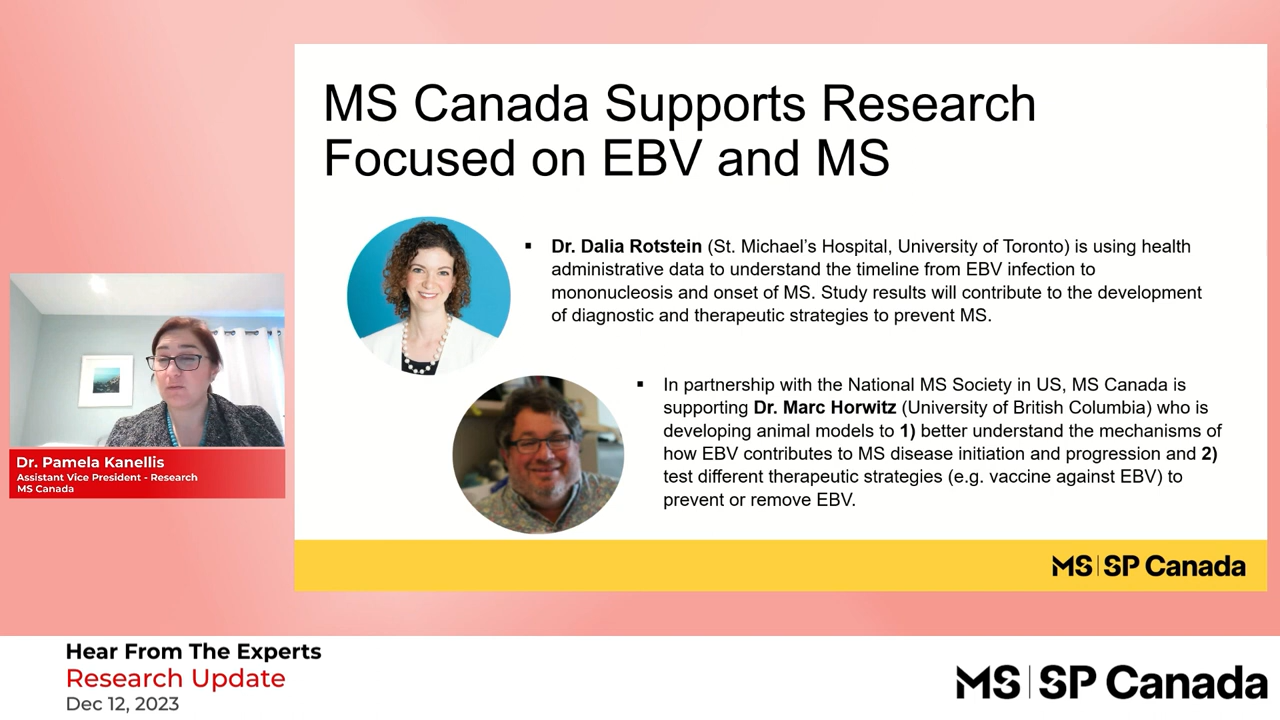 MS Canada Supports Research
Focused on EBV and MS
▪ Dr. Dalia Rotstein (St. Michael’s Hospital, University of Toronto) is using health
administrative data to understand the timeline from EBV infection to
mononucleosis and onset of MS. Study results will contribute to the development
of diagnostic and therapeutic strategies to prevent MS.
▪ In partnership with the National MS Society in US, MS Canada is
supporting Dr. Marc Horwitz (University of British Columbia) who is
developing animal models to 1) better understand the mechanisms of
how EBV contributes to MS disease initiation and progression and 2)
test different therapeutic strategies (e.g. vaccine against EBV) to
prevent or remove EBV.
MS | SP Canada
Dr. Pamela Kanellis
Assistant Vice President - Research
MS Canada
Hear From The Experts
Research Update
Dec 12, 2023
MS | SP Canada